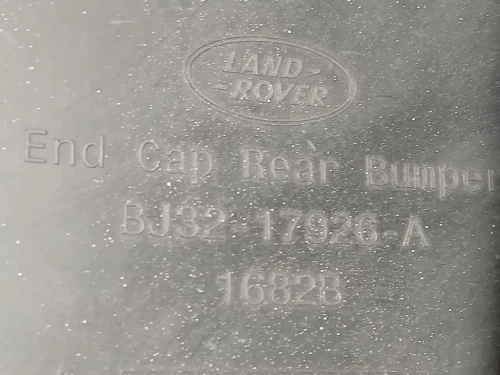 LAND-
-ROVER
End Cap Rear Bumper
BJ32-17926-A
1682B